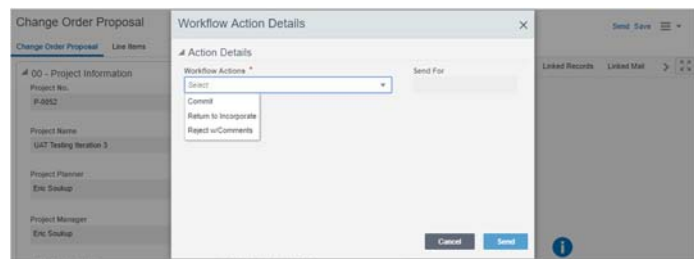 Change Order Proposal
Workflow Action Details
Send Save
Change Order Proposal Line Items
Action Details
Linked Records Linked Mail
00 - Project Information
Workflow Actions *
Send For
Project No.
Select
P-0052
Commit
Return to Incorporate
Reject w/Comments
Project Name
UAT Testing Iteration 3
Project Planner
Eric Soukup
Project Manager
Eric Soukup
Cancel Send